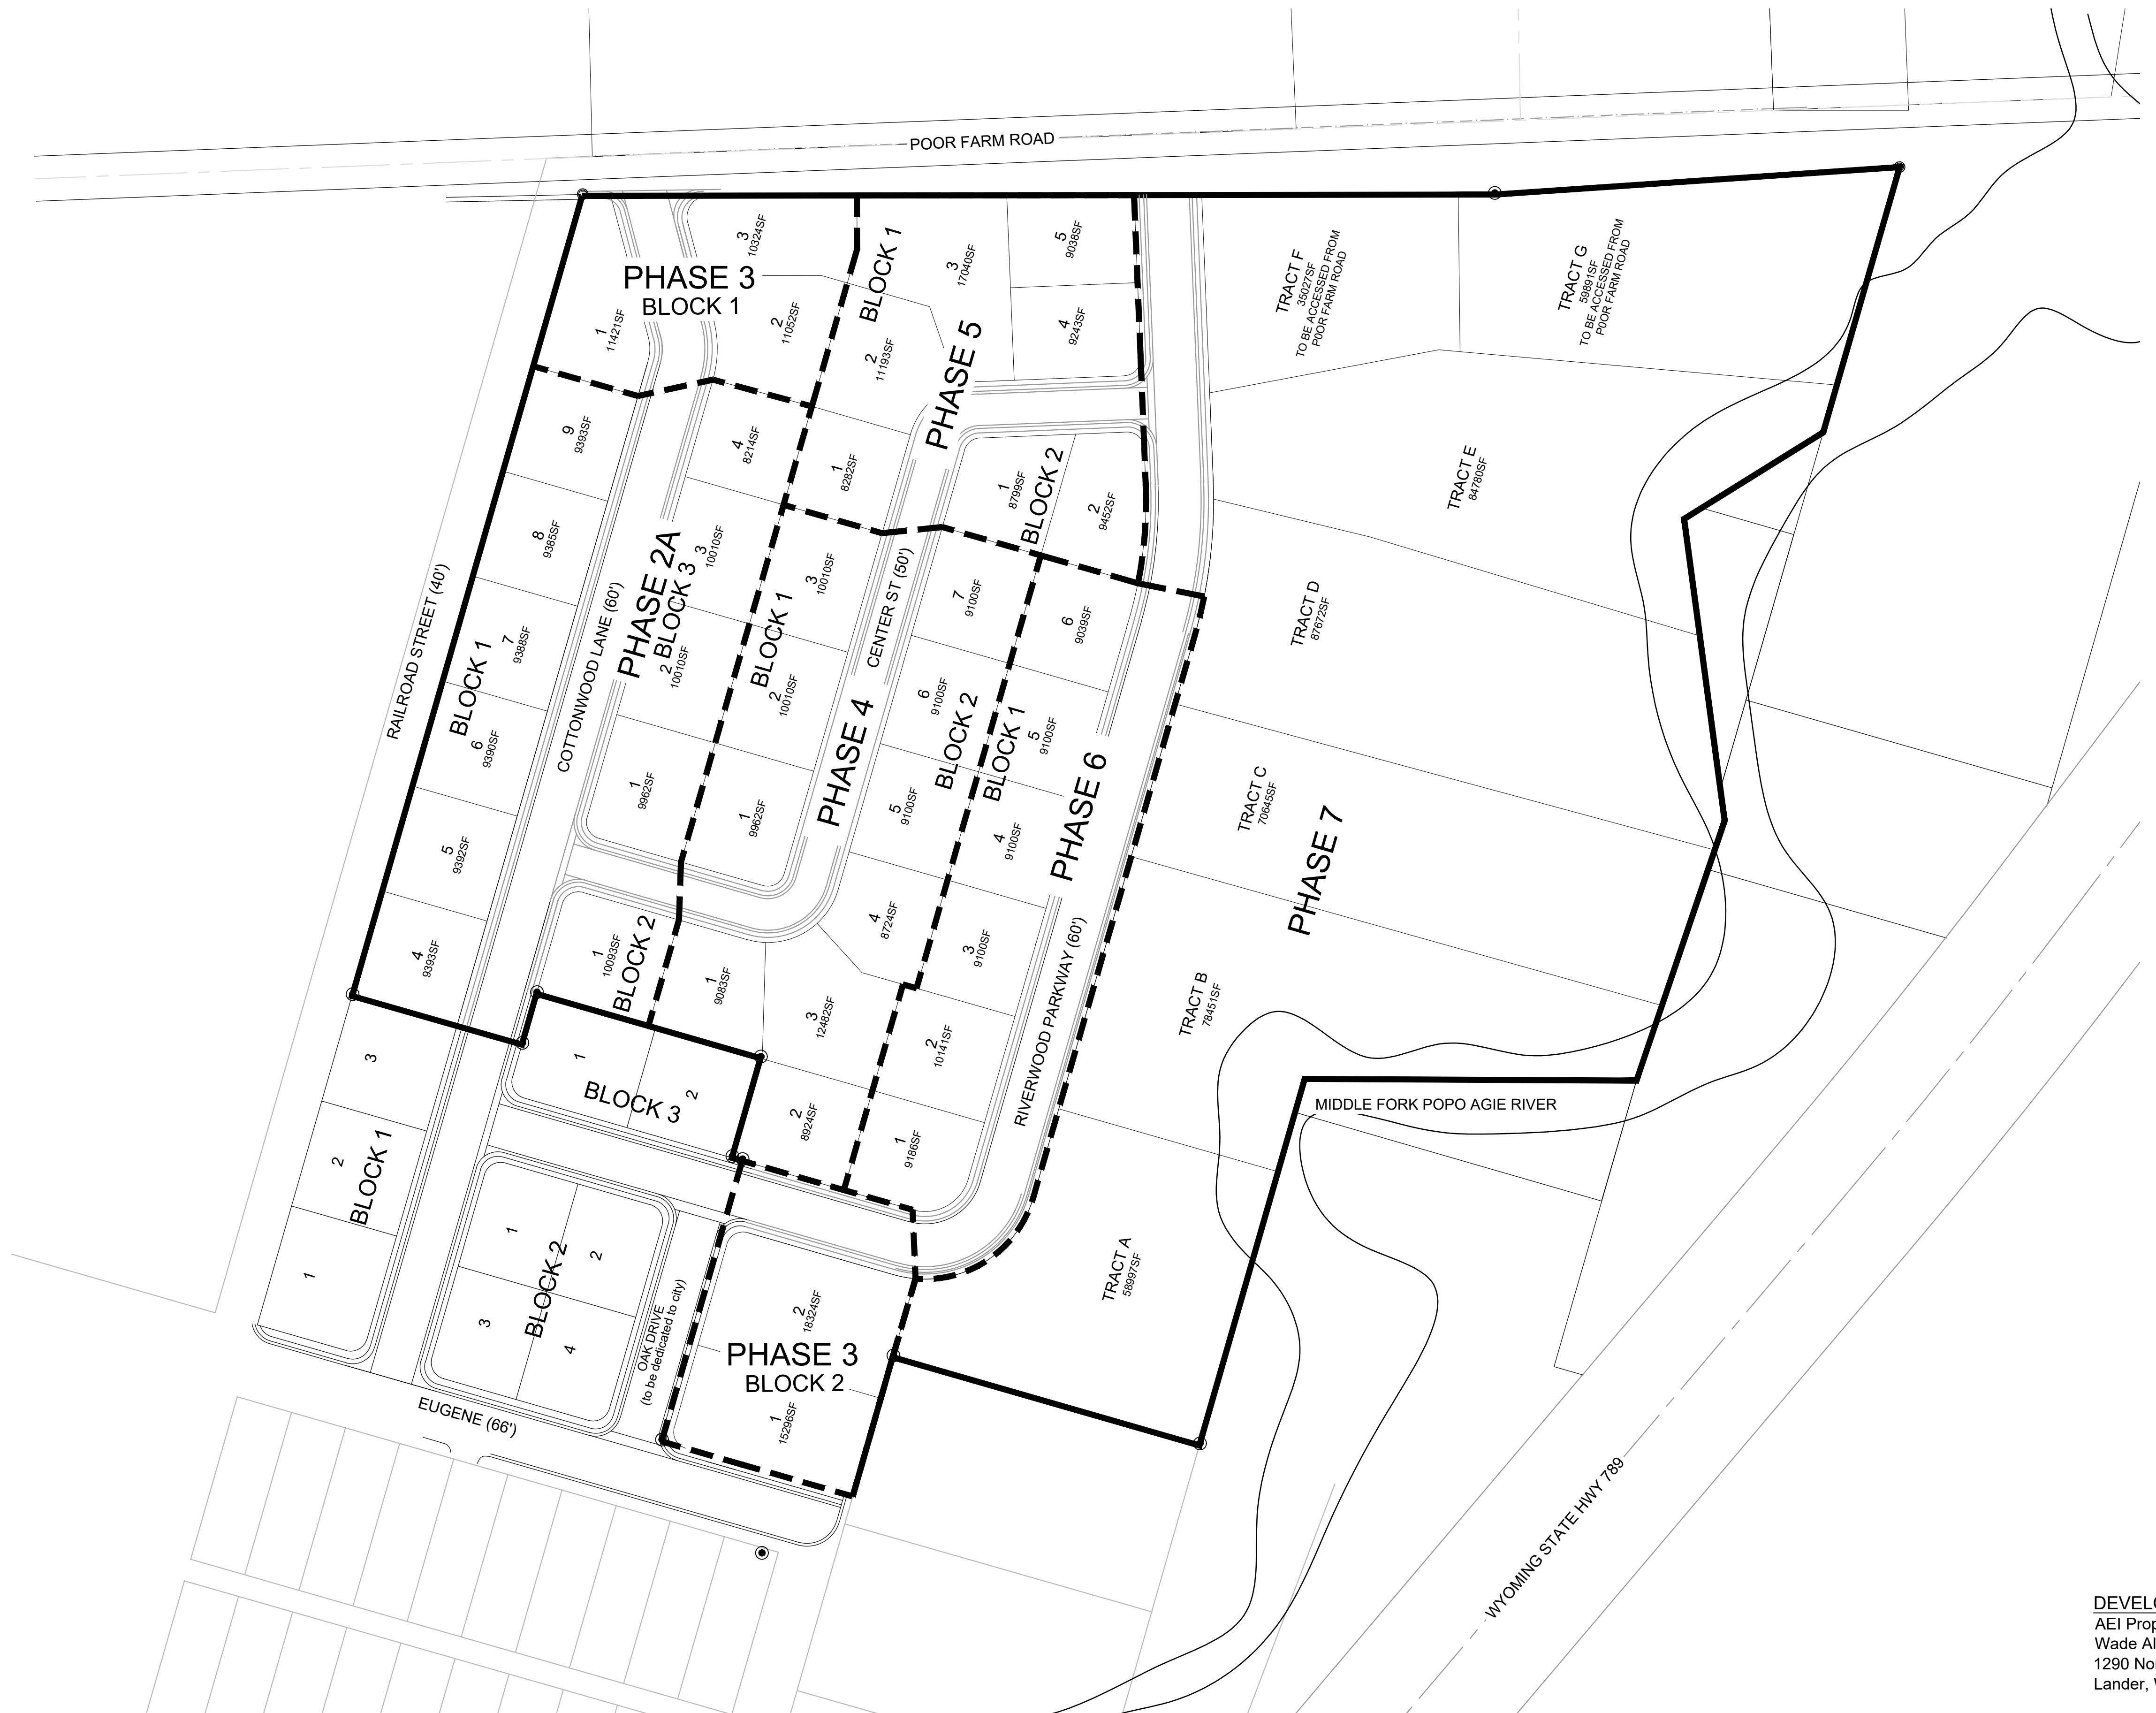 POOR FARM ROAD
PHASE 3
BLOCK 1
3
10324SF
2
11052SF
1
11421SF
BLOCK 1
3
17040SF
5
9038SF
4
9243SF
2
11193SF
PHASE 5
1
8282SF
BLOCK 2
1
8799SF
2
9452SF
TRACT F
35027SF
TO BE ACCESSED FROM
POOR FARM ROAD
TRACT G
59891SF
TO BE ACCESSED FROM
POOR FARM ROAD
TRACT E
84780SF
TRACT D
87672SF
TRACT C
70645SF
PHASE 7
TRACT B
78451SF
TRACT A
58997SF
RAILROAD STREET (40')
BLOCK 1
9
9393SF
8
9385SF
7
9388SF
6
9390SF
5
9392SF
4
9393SF
COTTONWOOD LANE (60')
PHASE 2A
BLOCK 3
4
8214SF
3
10010SF
2
10010SF
1
9962SF
BLOCK 2
1
10093SF
BLOCK 1
3
10010SF
2
10010SF
1
9962SF
CENTER ST (50')
PHASE 4
BLOCK 2
7
9100SF
6
9100SF
5
9100SF
4
8724SF
3
12482SF
2
8924SF
1
9083SF
BLOCK 1
6
9039SF
5
9100SF
4
9100SF
3
9100SF
2
10141SF
1
9186SF
PHASE 6
RIVERWOOD PARKWAY (60')
MIDDLE FORK POPO AGIE RIVER
BLOCK 3
1
2
BLOCK 1
3
2
1
BLOCK 2
1
2
3
4
OAK DRIVE
(to be dedicated to city)
2
18324SF
PHASE 3
BLOCK 2
1
15296SF
EUGENE (66')
WYOMING STATE HWY 789
DEVELO
AEI Prop
Wade Al
1290 Nor
Lander, W